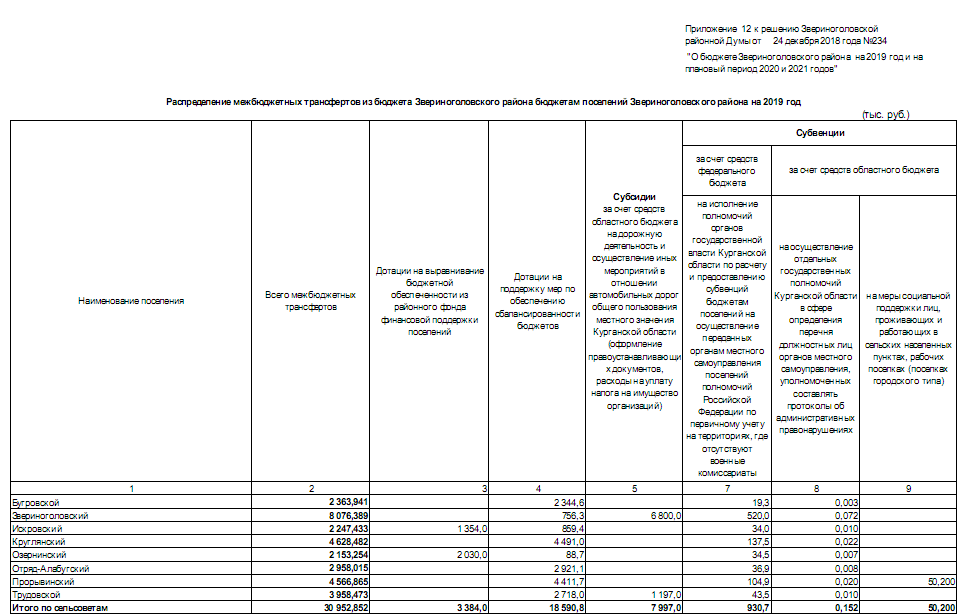 Приложение 12 к решению Звериноголовской
районной Думы от 24 декабря 2018 года №234
"О бюджете Звериноголовского района на 2019 год и на
плановый период 2020 и 2021 годов"
Распределение межбюджетных трансфертов из бюджета Звериноголовского района бюджетам поселений Звериноголовского района на 2019 год
(тыс. руб.)
Наименование поселения
Всего межбюджетных
трансфертов
Дотации на выравнивание
бюджетной
обеспеченности из
районного фонда
финансовой поддержки
поселений
Дотации на
поддержку мер по
обеспечению
сбалансированности
бюджетов
Субсидии
за счет средств
областного бюджета
на дорожную
деятельность и
осуществление иных
мероприятий в
отношении
автомобильных дорог
общего пользования
местного значения
Курганской области
(оформление
правоустанавливающи
х документов,
расходы на уплату
налога на имущество
организаций)
Субвенции
за счет средств
федерального
бюджета
за счет средств областного бюджета
на исполнение
полномочий
органов
государственной
власти Курганской
области по расчету
и предоставлению
субвенций
бюджетам
поселений на
осуществление
переданных
органам местного
самоуправления
поселений
полномочий
Российской
Федерации по
первичному учету
на территориях, где
отсутствуют
военные
комиссариаты
на осуществление
отдельных
государственных
полномочий
Курганской области
в сфере
определения
перечня
должностных лиц
органов местного
самоуправления,
уполномоченных
составлять
протоколы об
административных
правонарушениях
на меры социальной
поддержки лиц,
проживающих и
работающих в
сельских населенных
пунктах, рабочих
поселках (поселках
городского типа)
1 2 3 4 5 7 8 9
Бугровской 2 363,941 2 344,6 19,3 0,003
Звериноголовский 8 076,389 756,3 6 800,0 520,0 0,072
Искровский 2 247,433 1 354,0 859,4 34,0 0,010
Круглянский 4 628,482 4 491,0 137,5 0,022
Озернинский 2 153,254 2 030,0 88,7 34,5 0,007
Отряд-Алабугский 2 958,015 2 921,1 36,9 0,008
Прорывинский 4 566,865 4 411,7 104,9 0,020 50,200
Трудовской 3 958,473 2 718,0 1 197,0 43,5 0,010
Итого по сельсоветам 30 952,852 3 384,0 18 590,8 7 997,0 930,7 0,152 50,200